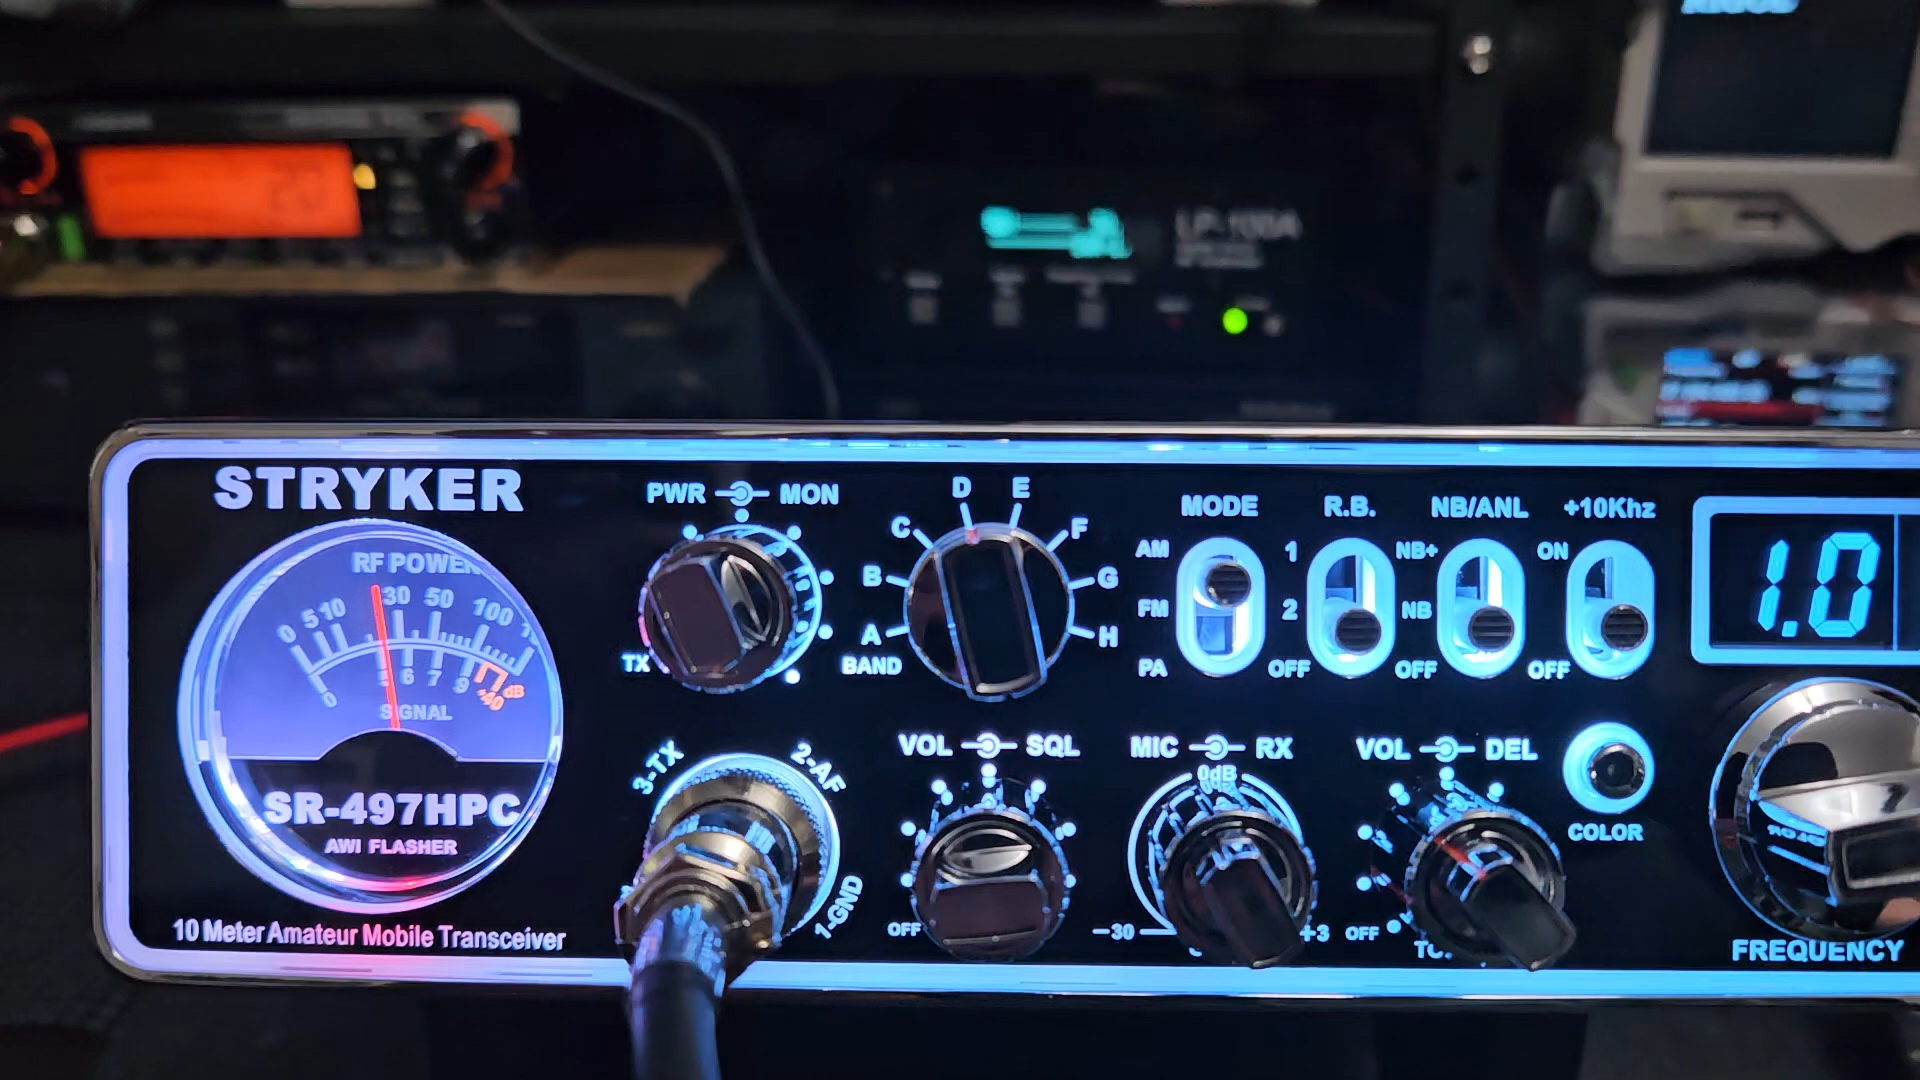 20
LP-100A
STRYKER
RF POWER
0 5 10 30 50 100
0 5 6 7 9 +40 dB
SIGNAL
SR-497HPC
AWI FLASHER
10 Meter Amateur Mobile Transceiver
PWR MON
TX
A B C D E F G H
BAND
MODE
AM
FM
PA
R.B.
1
2
OFF
NB/ANL
NB+
NB
OFF
+10Khz
ON
OFF
1.0
3-TX
2-AF
1-GND
VOL SQL
OFF
MIC RX
0dB
-30 +3
VOL DEL
OFF
COLOR
FREQUENCY